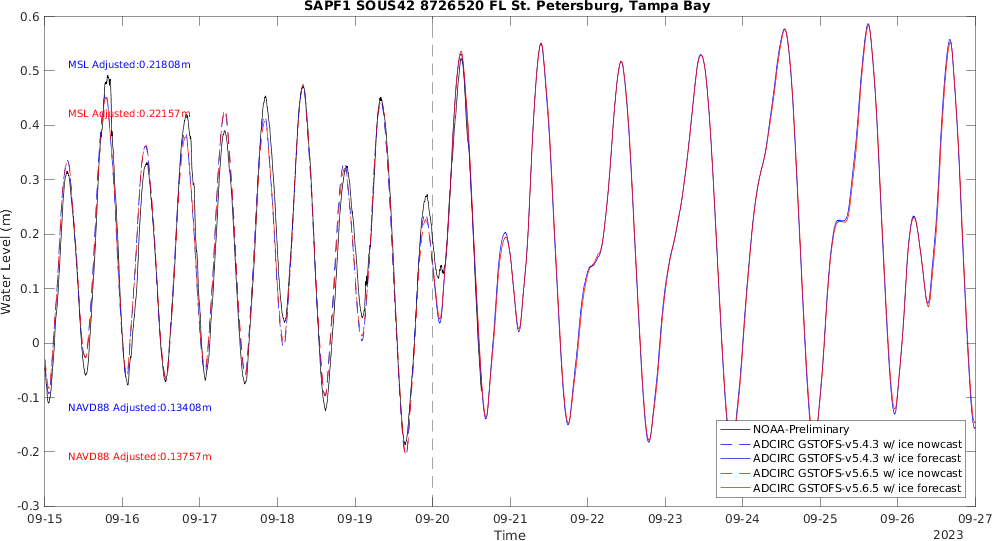 SAPF1 SOUS42 8726520 FL St. Petersburg, Tampa Bay
Water Level (m)
0.6
0.5
0.4
0.3
0.2
0.1
0
-0.1
-0.2
-0.3
MSL Adjusted:0.21808m
MSL Adjusted:0.22157m
NAVD88 Adjusted:0.13408m
NAVD88 Adjusted:0.13757m
NOAA-Preliminary
ADCIRC GSTOFS-v5.4.3 w/ ice nowcast
ADCIRC GSTOFS-v5.4.3 w/ ice forecast
ADCIRC GSTOFS-v5.6.5 w/ ice nowcast
ADCIRC GSTOFS-v5.6.5 w/ ice forecast
09-15 09-16 09-17 09-18 09-19 09-20 09-21 09-22 09-23 09-24 09-25 09-26 09-27
Time
2023